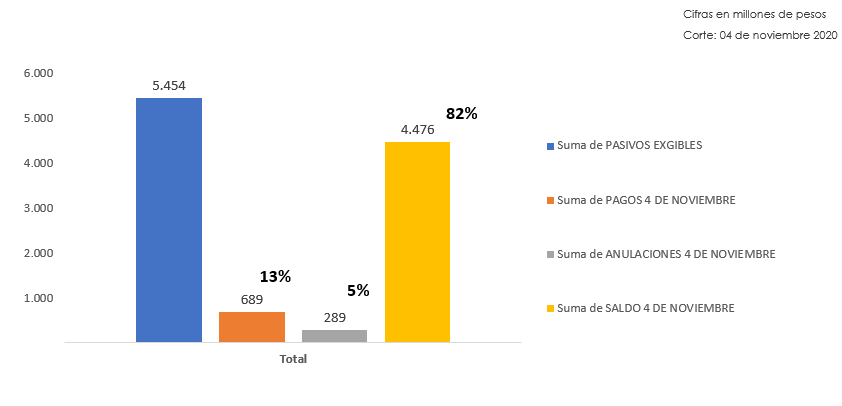 Cifras en millones de pesos
Corte: 04 de noviembre 2020
6.000
5.000
4.000
3.000
2.000
1.000
5.454
13%
689
5%
289
82%
4.476
Total
Suma de PASIVOS EXGIBLES
Suma de PAGOS 4 DE NOVIEMBRE
Suma de ANULACIONES 4 DE NOVIEMBRE
Suma de SALDO 4 DE NOVIEMBRE